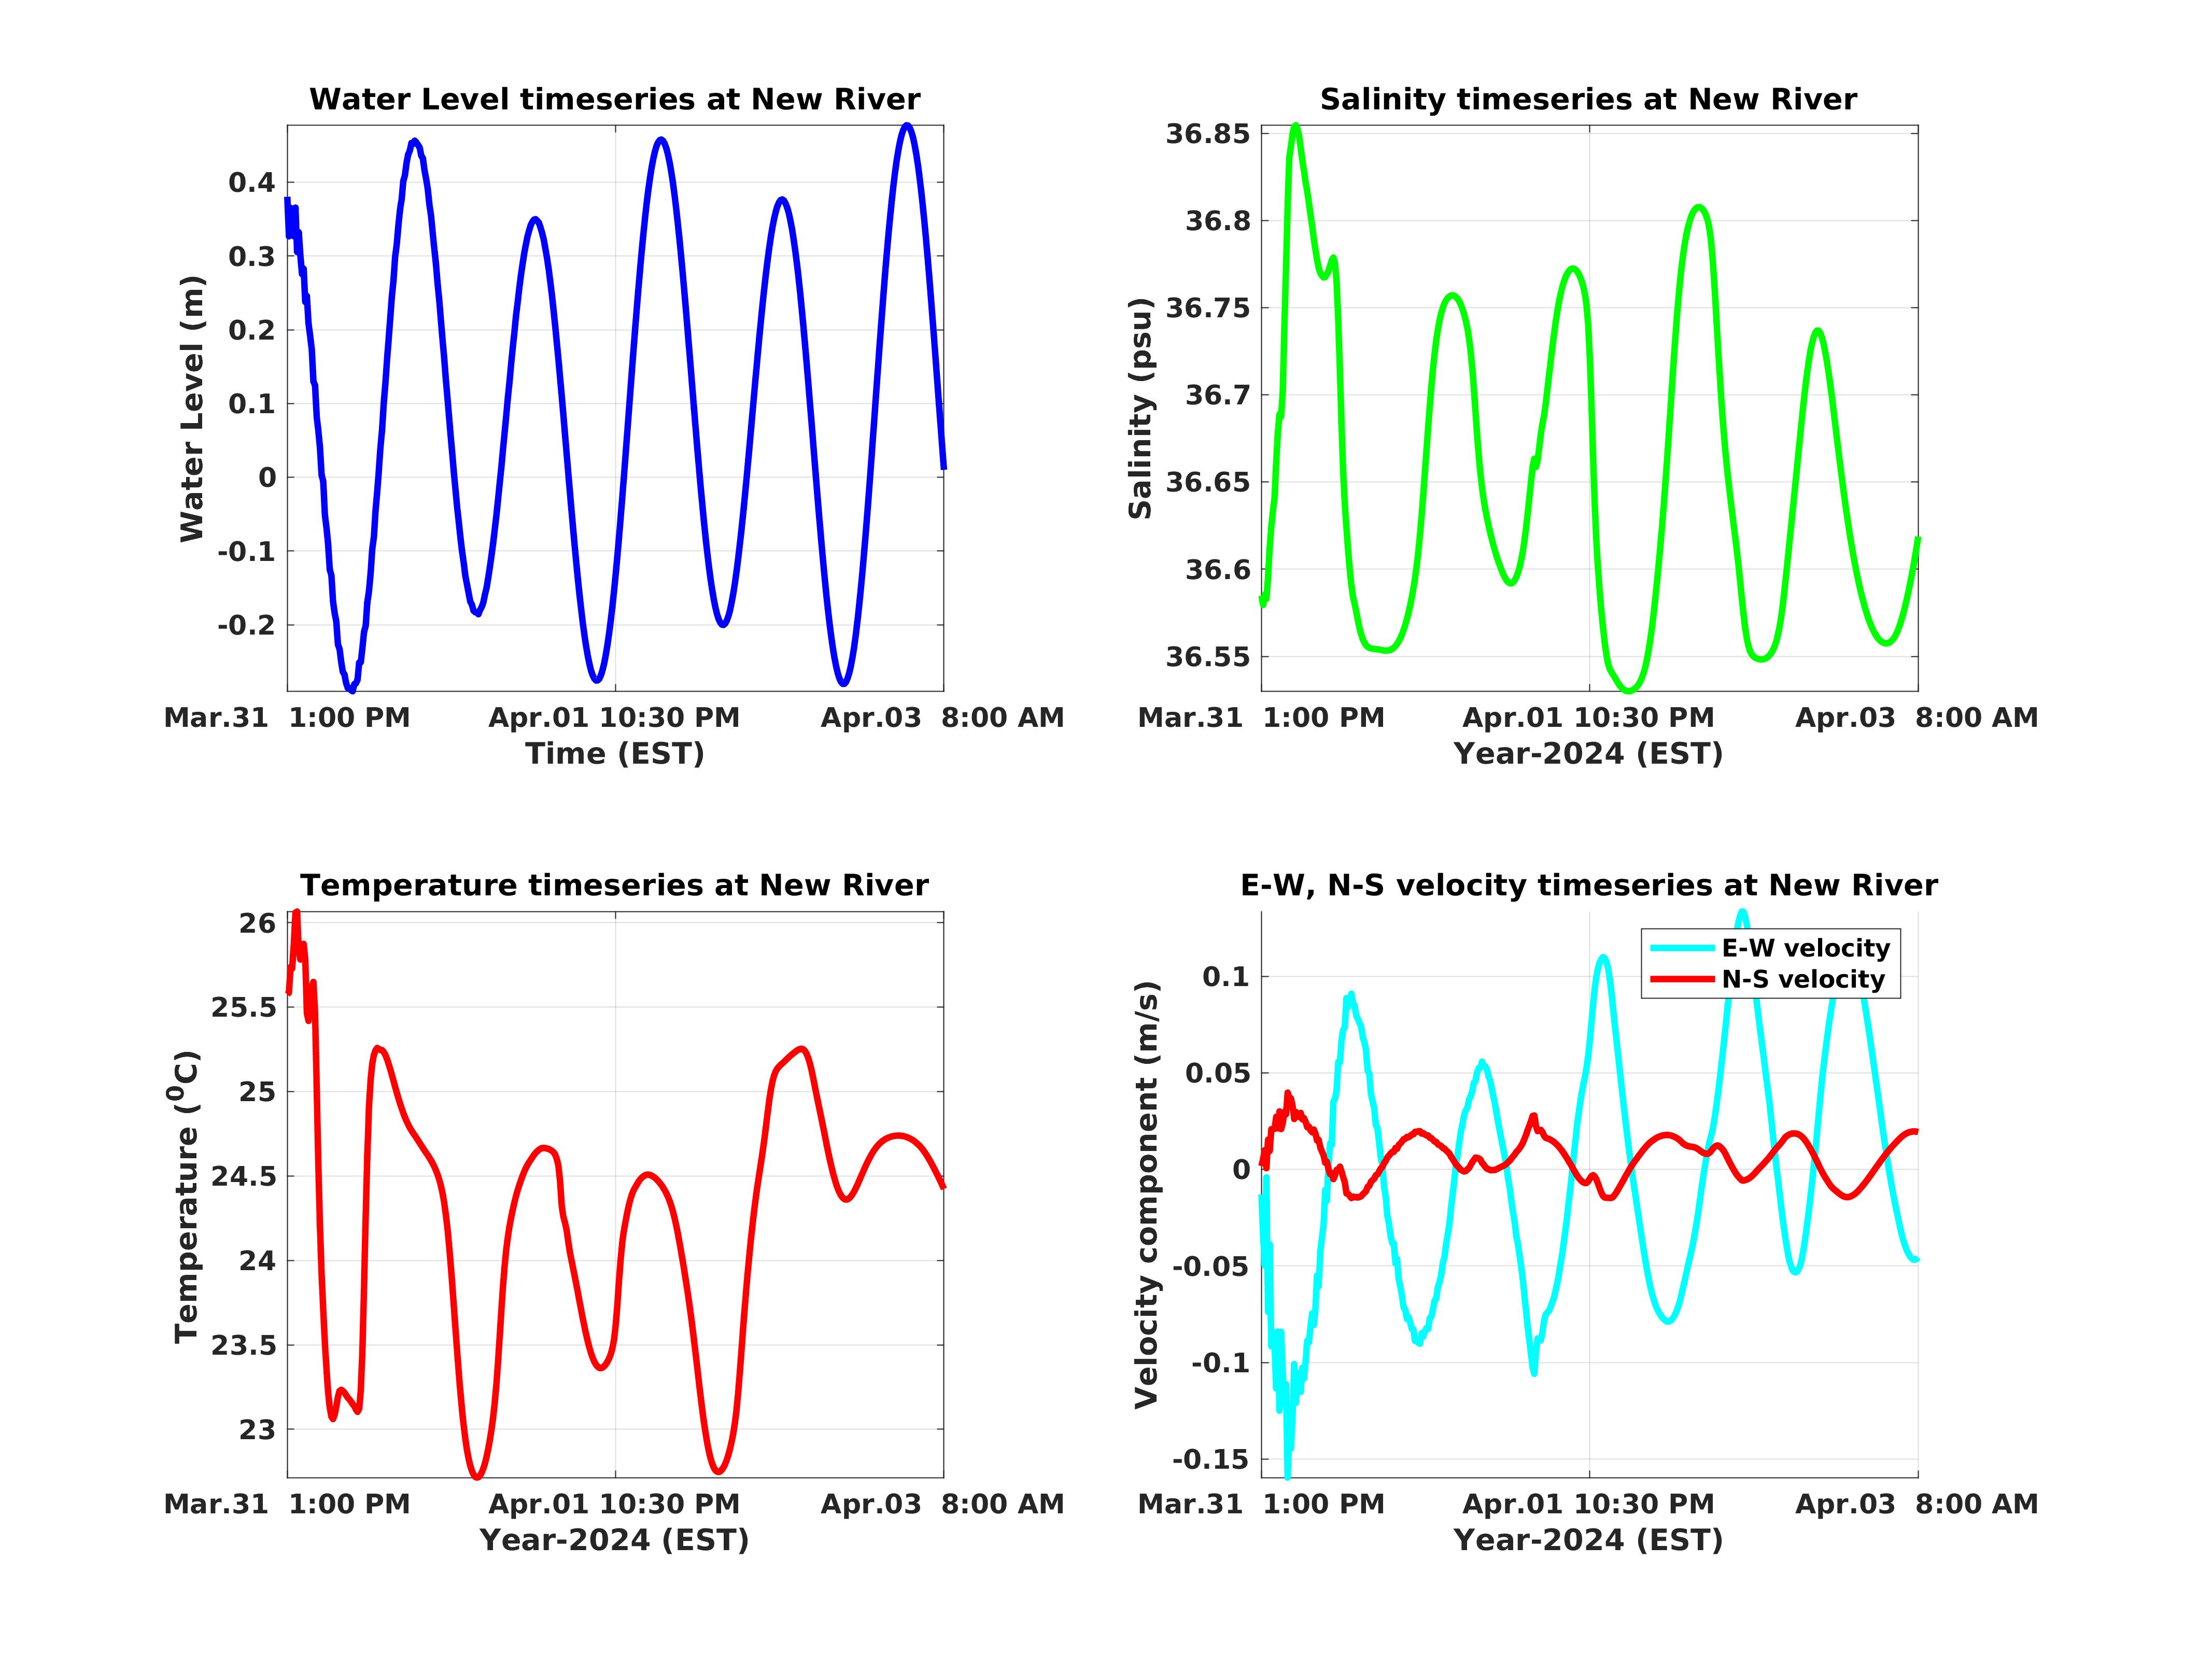 Water Level timeseries at New River
0.4
0.3
0.2
0.1
0
-0.1
-0.2
Water Level (m)
Mar.31 1:00 PM Apr.01 10:30 PM Apr.03 8:00 AM
Time (EST)
Salinity timeseries at New River
36.85
36.8
36.75
36.7
36.65
36.6
36.55
Salinity (psu)
Mar.31 1:00 PM Apr.01 10:30 PM Apr.03 8:00 AM
Year-2024 (EST)
Temperature timeseries at New River
26
25.5
25
24.5
24
23.5
23
Temperature (⁰C)
Mar.31 1:00 PM Apr.01 10:30 PM Apr.03 8:00 AM
Year-2024 (EST)
E-W, N-S velocity timeseries at New River
E-W velocity
N-S velocity
0.1
0.05
0
-0.05
-0.1
-0.15
Velocity component (m/s)
Mar.31 1:00 PM Apr.01 10:30 PM Apr.03 8:00 AM
Year-2024 (EST)